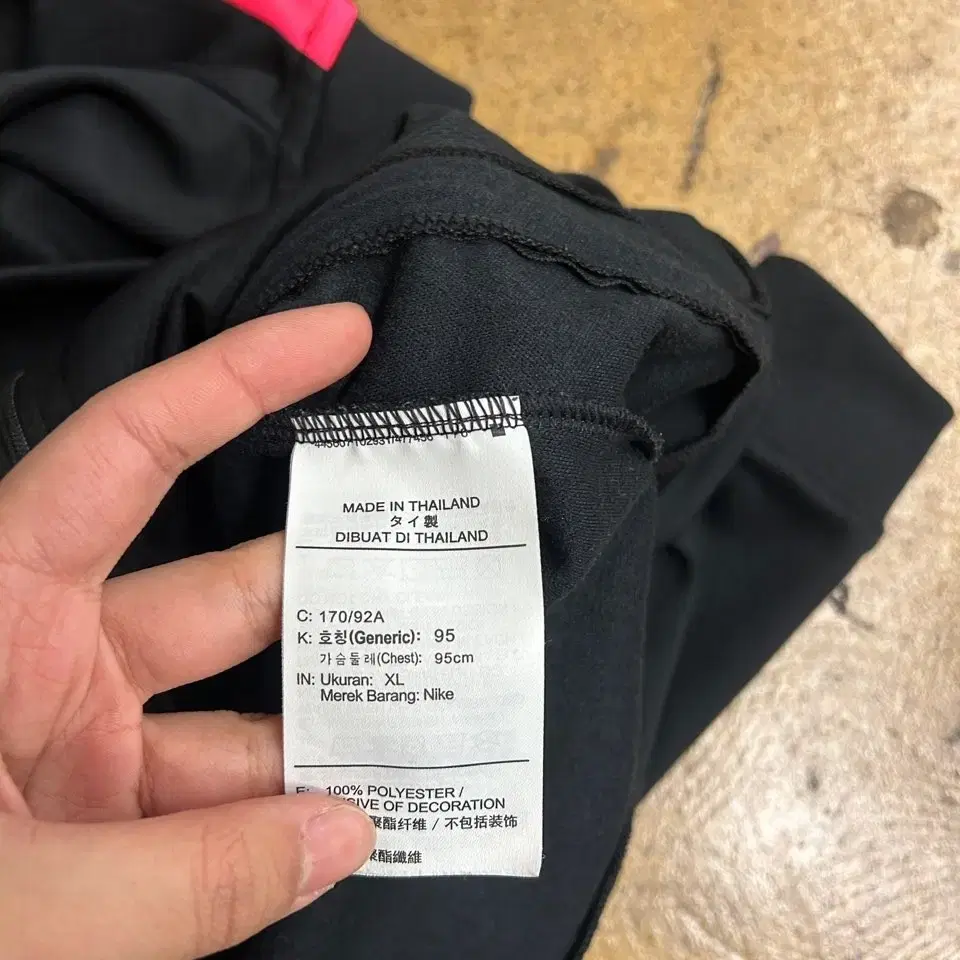 MADE IN THAILAND
タイ製
DIBUAT DI THAILAND
C: 170/92A
K: 호칭(Generic): 95
가슴둘레(Chest): 95cm
IN: Ukuran: XL
Merek Barang: Nike
100% POLYESTER /
OF DECORATION
聚酯纤维 / 不包括装饰
聚酯纖維